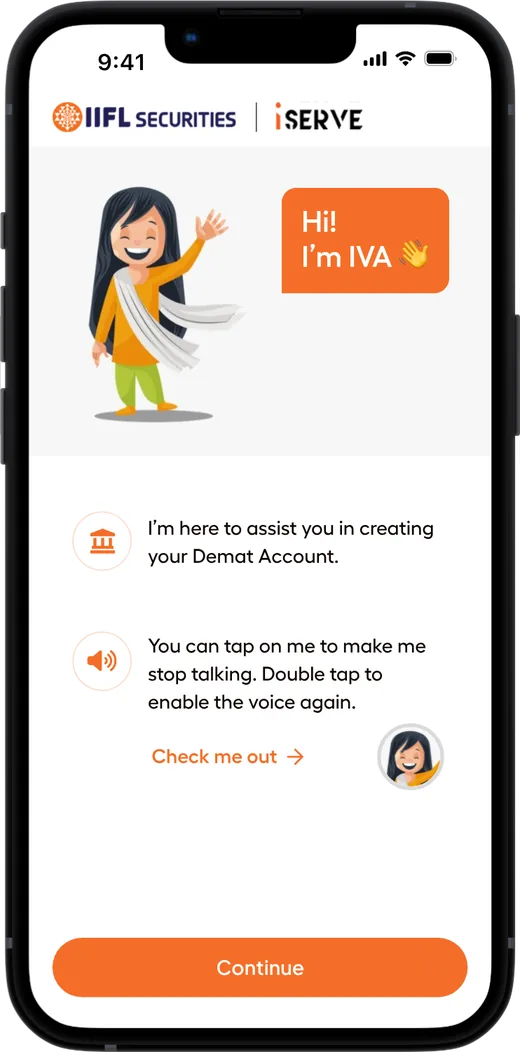 9:41
IIFL SECURITIES | iSERVE
Hi!
I'm IVA 👋
I'm here to assist you in creating
your Demat Account.
You can tap on me to make me
stop talking. Double tap to
enable the voice again.
Check me out →
Continue